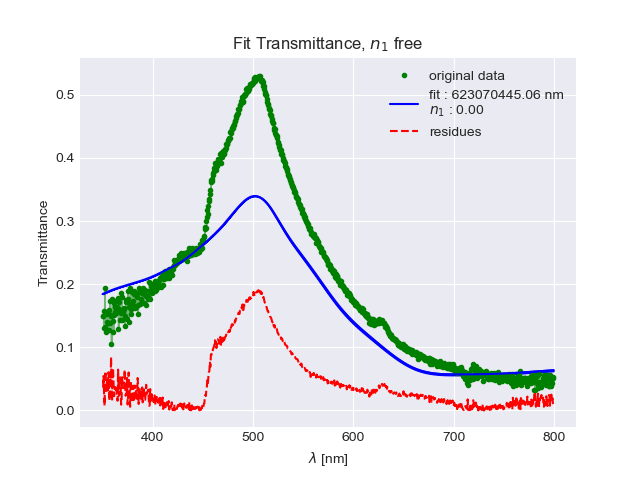 Fit Transmittance, n₁ free
original data
fit : 623070445.06 nm
n₁ : 0.00
residues
Transmittance
0.5
0.4
0.3
0.2
0.1
0.0
400
500
600
700
800
λ [nm]